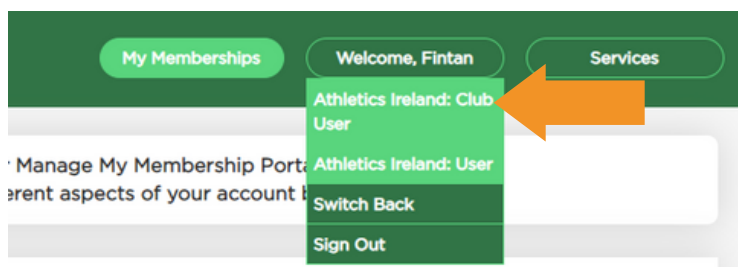 My Memberships
Welcome, Fintan
Services
Athletics Ireland: Club
User
Athletics Ireland: User
Switch Back
Sign Out
Manage My Membership
erent aspects of your account